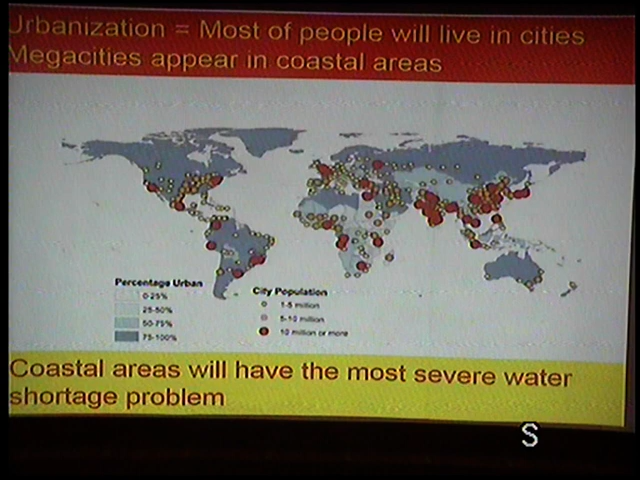 Urbanization = Most of people will live in cities
Megacities appear in coastal areas
Percentage Urban
0-25%
25-50%
50-75%
75-100%
City Population
1-5 million
5-10 million
10 million or more
Coastal areas will have the most severe water
shortage problem
S